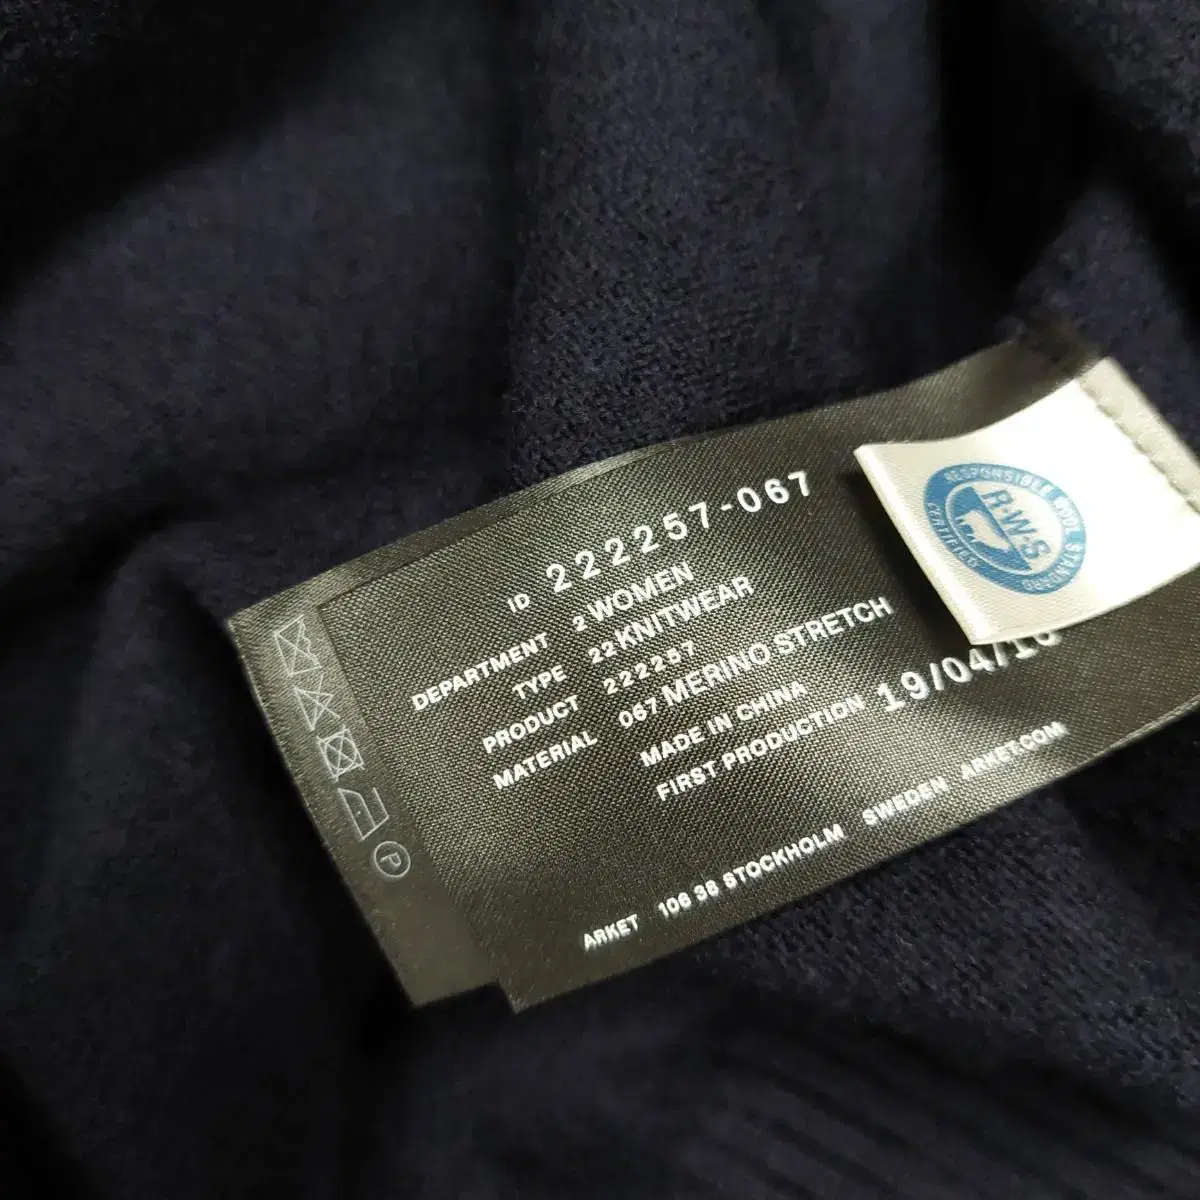 ID 222257-067
DEPARTMENT 2 WOMEN
TYPE 22 KNITWEAR
PRODUCT 222257
MATERIAL 067 MERINO STRETCH
MADE IN CHINA
FIRST PRODUCTION 19/04/
ARKET 106 38 STOCKHOLM SWEDEN ARKET.COM
RESPONSIBLE WOOL STANDARD
R·W·S
CERTIFIED
P